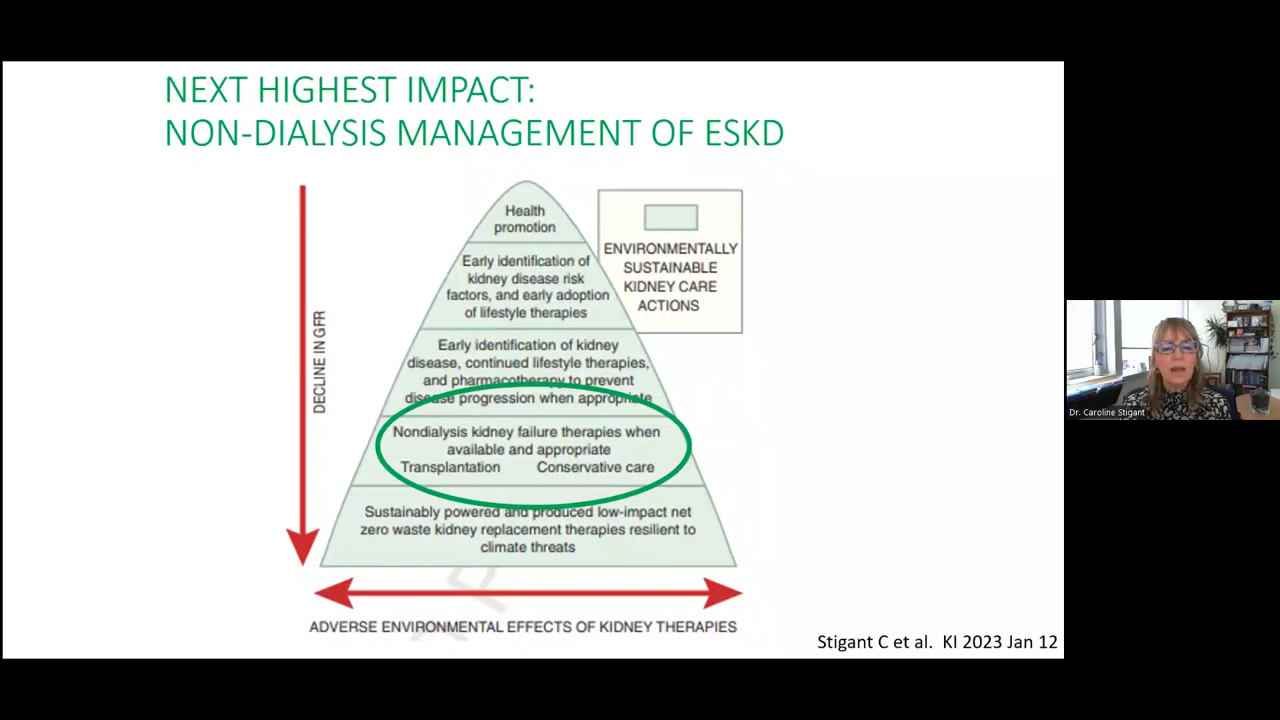 NEXT HIGHEST IMPACT:
NON-DIALYSIS MANAGEMENT OF ESKD
DECLINE IN GFR
Health
promotion
Early identification of
kidney disease risk
factors, and early adoption
of lifestyle therapies
Early identification of kidney
disease, continued lifestyle therapies,
and pharmacotherapy to prevent
disease progression when appropriate
Nondialysis kidney failure therapies when
available and appropriate
Transplantation Conservative care
Sustainably powered and produced low-impact net
zero waste kidney replacement therapies resilient to
climate threats
ENVIRONMENTALLY
SUSTAINABLE
KIDNEY CARE
ACTIONS
ADVERSE ENVIRONMENTAL EFFECTS OF KIDNEY THERAPIES
Stigant C et al. KI 2023 Jan 12
Dr. Caroline Stigant